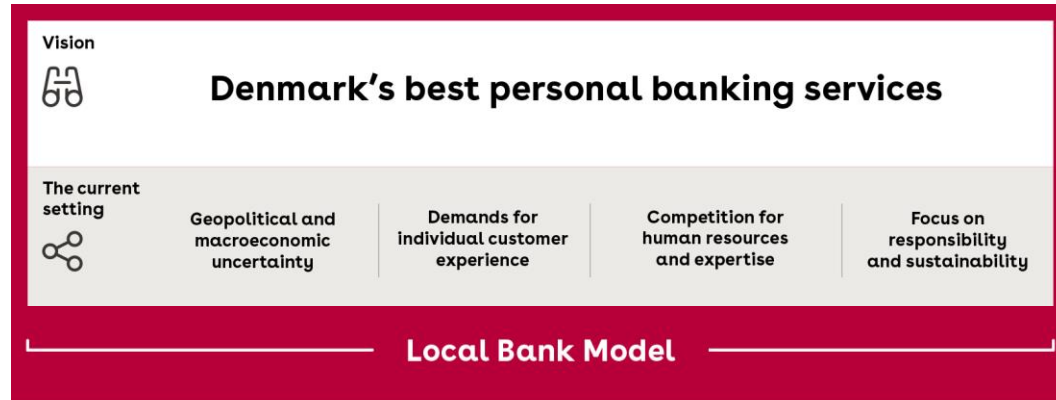 Vision
Denmark’s best personal banking services
The current
setting
Geopolitical and
macroeconomic
uncertainty
Demands for
individual customer
experience
Competition for
human resources
and expertise
Focus on
responsibility
and sustainability
Local Bank Model